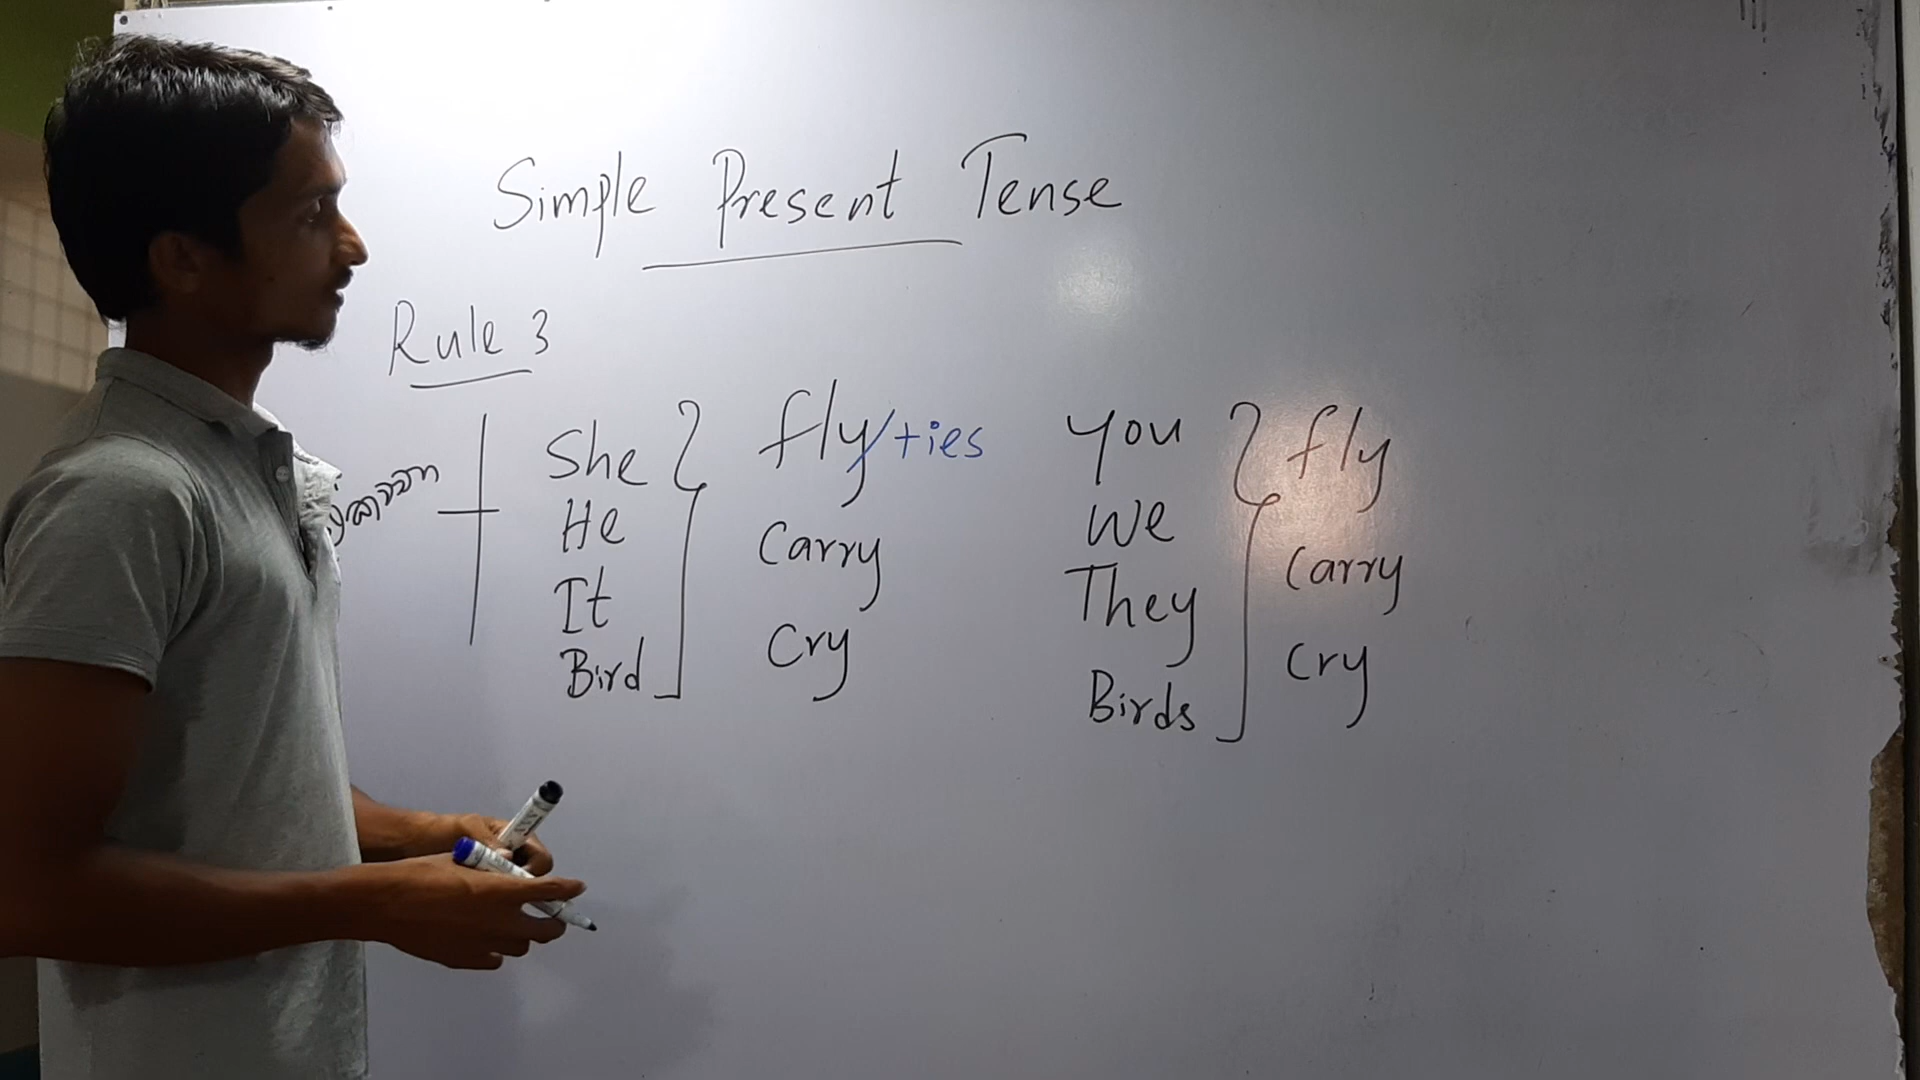 Simple Present Tense
Rule 3
She fly+ies You fly
He Carry We Carry
It Cry They Cry
Bird Birds